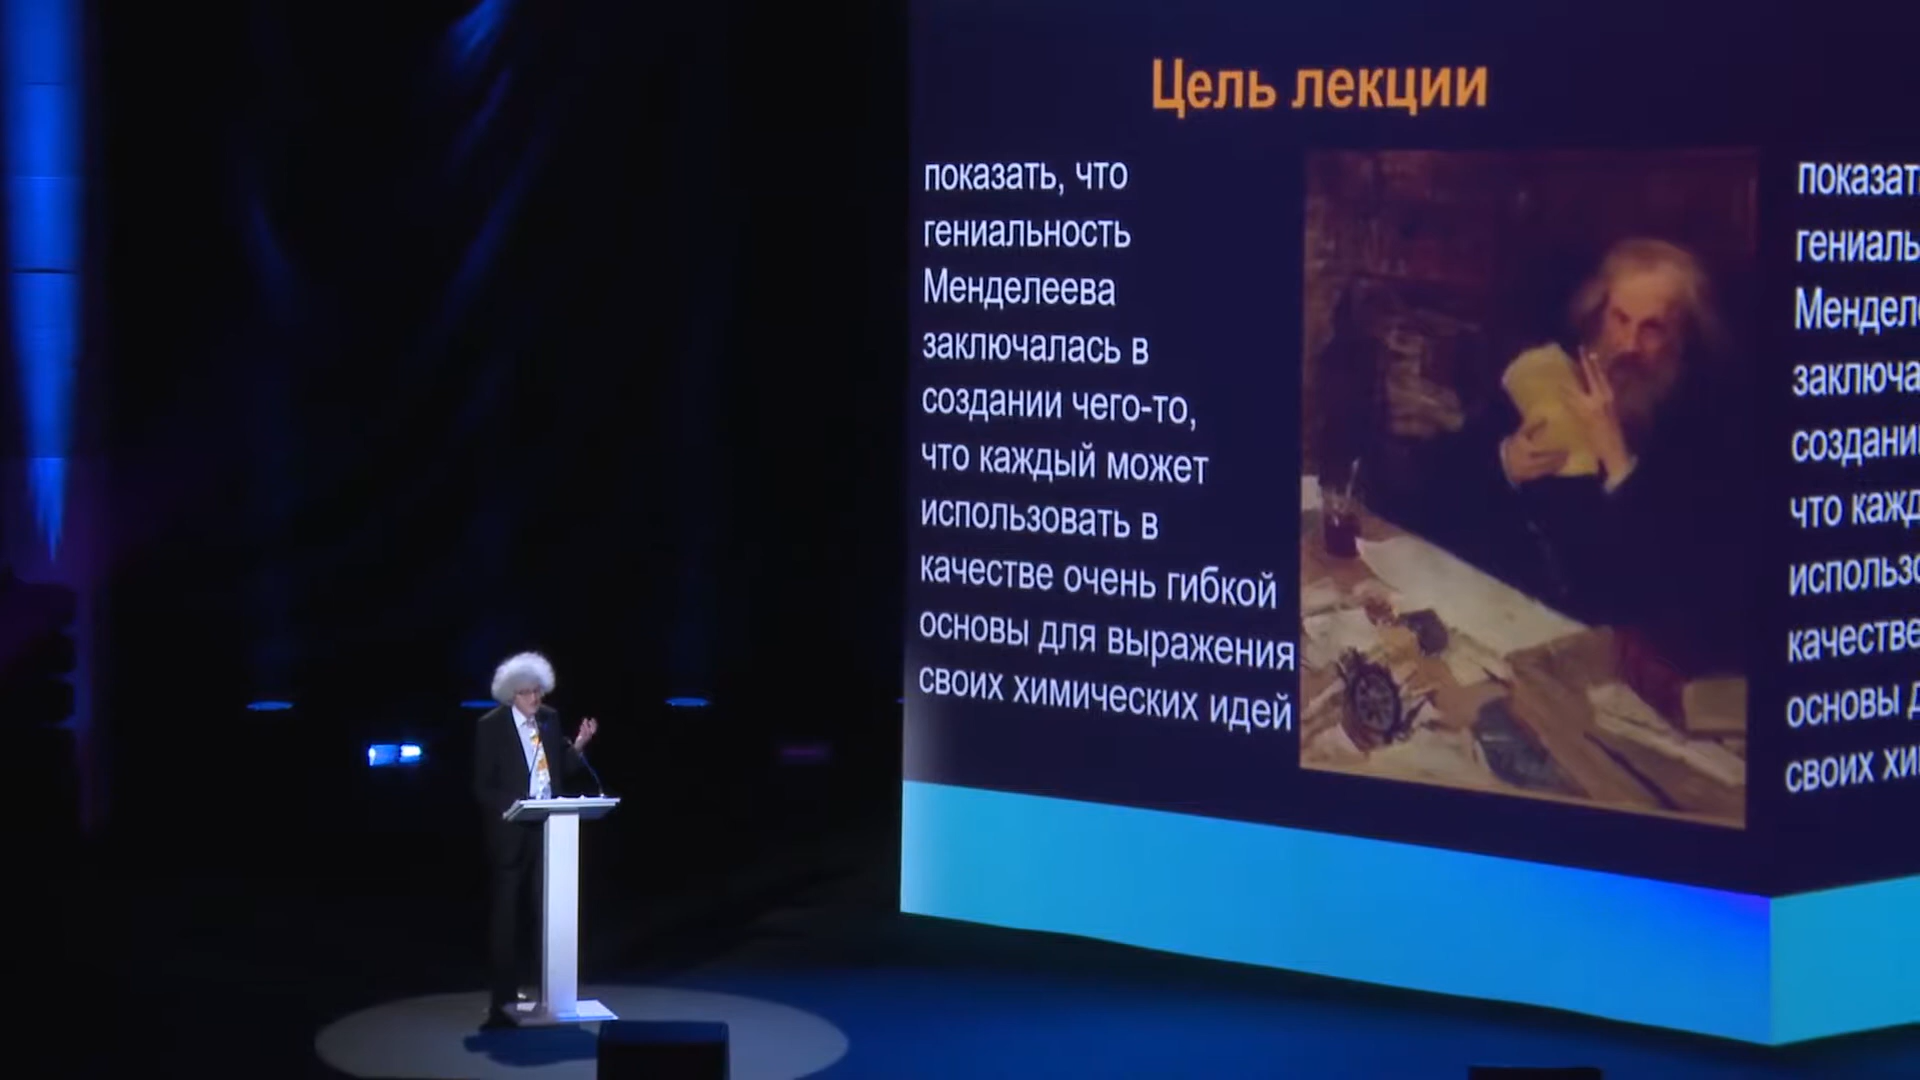 Цель лекции
показать, что
гениальность
Менделеева
заключалась в
создании чего-то,
что каждый может
использовать в
качестве очень гибкой
основы для выражения
своих химических идей